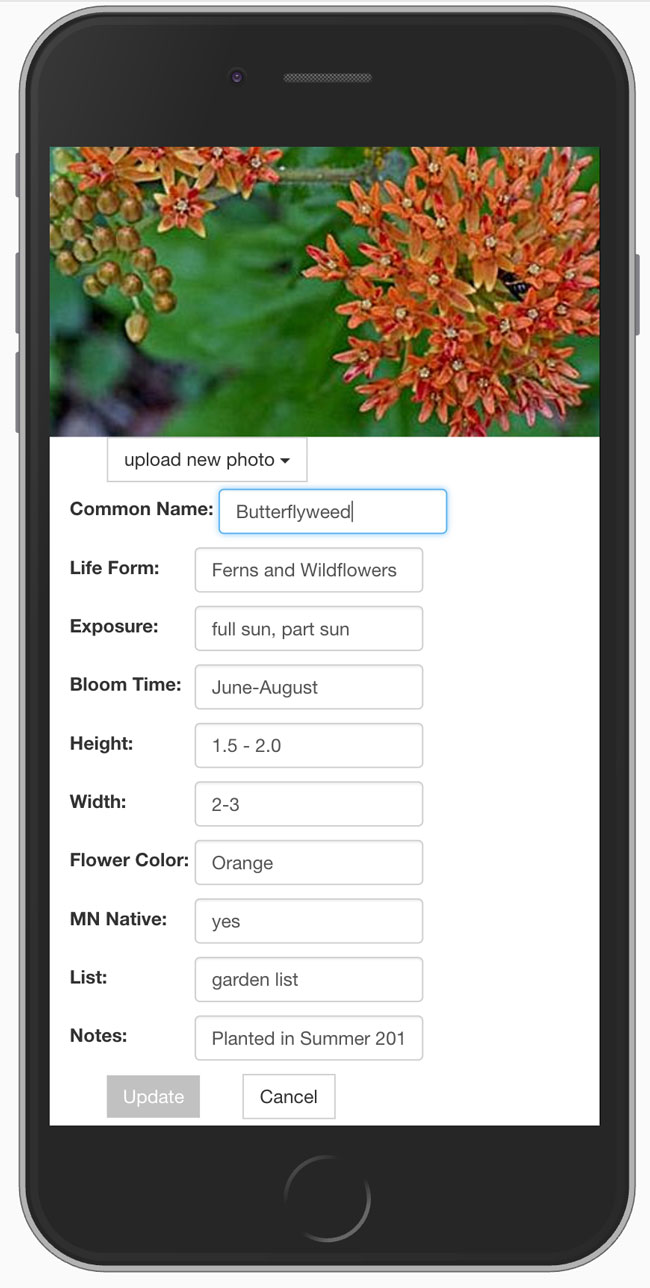 upload new photo
Common Name: Butterflyweed
Life Form: Ferns and Wildflowers
Exposure: full sun, part sun
Bloom Time: June-August
Height: 1.5 - 2.0
Width: 2-3
Flower Color: Orange
MN Native: yes
List: garden list
Notes: Planted in Summer 201
Update Cancel